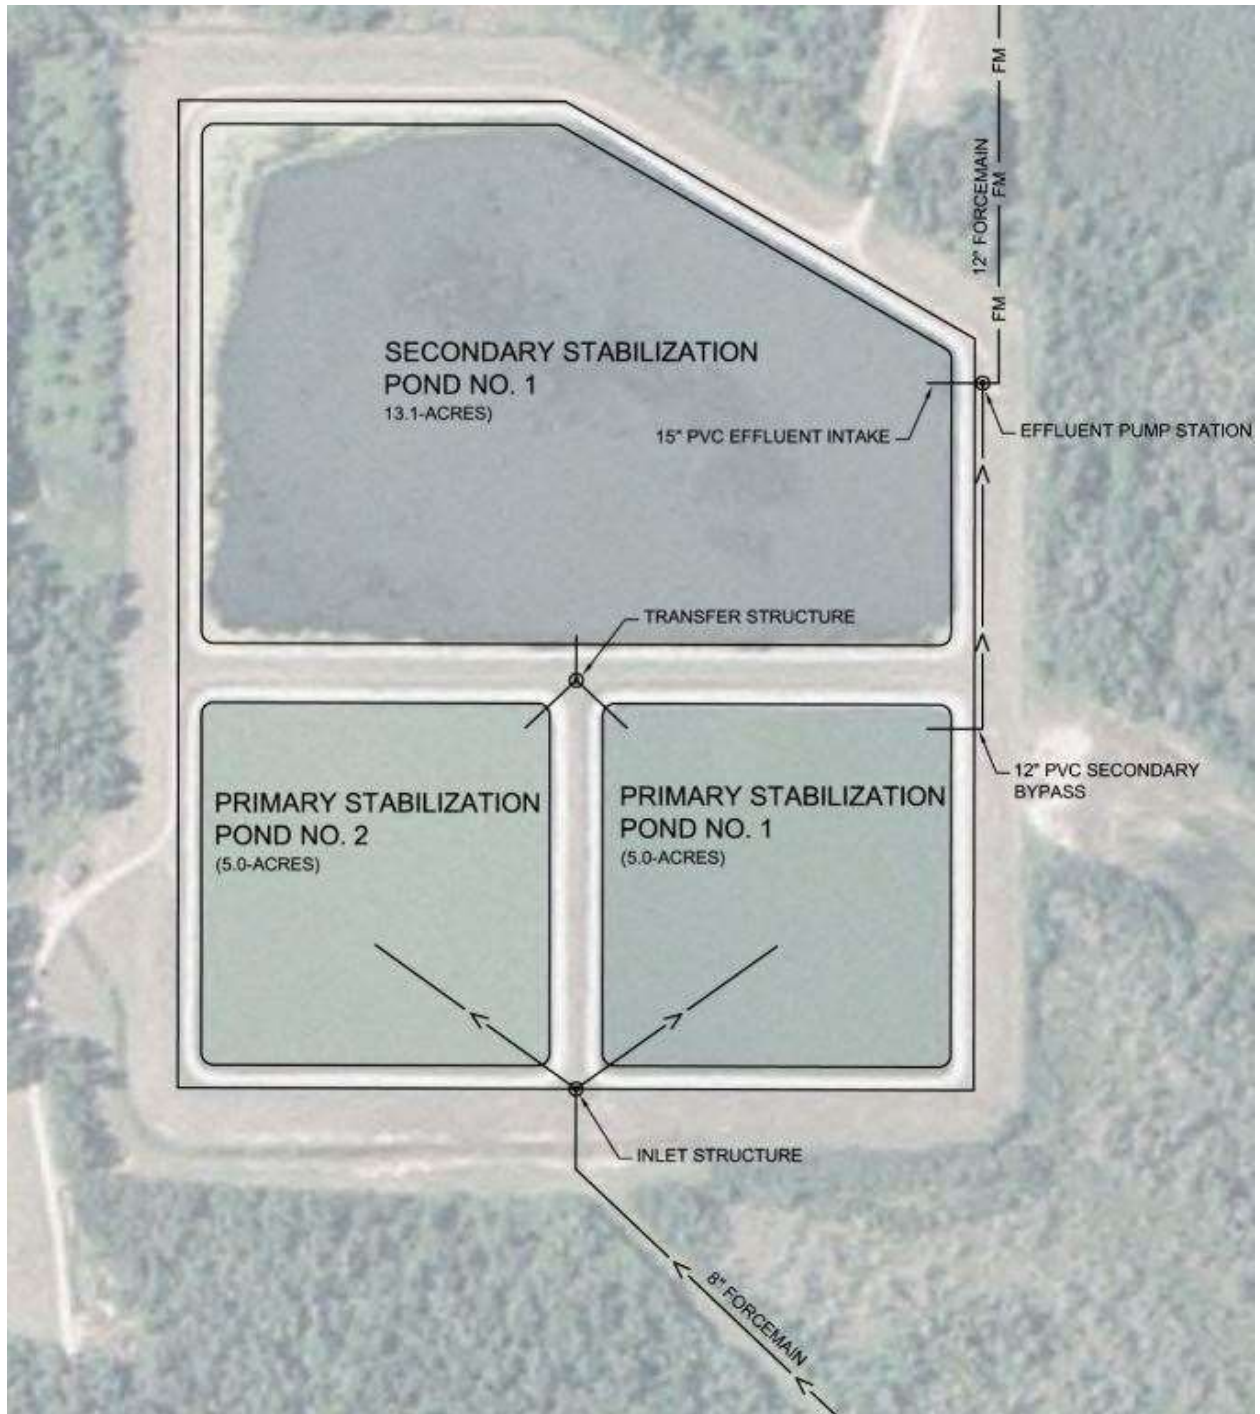 FM
12" FORCEMAIN
FM
FM
SECONDARY STABILIZATION
POND NO. 1
13.1-ACRES)
15" PVC EFFLUENT INTAKE
EFFLUENT PUMP STATION
TRANSFER STRUCTURE
12" PVC SECONDARY
BYPASS
PRIMARY STABILIZATION
POND NO. 2
(5.0-ACRES)
PRIMARY STABILIZATION
POND NO. 1
(5.0-ACRES)
INLET STRUCTURE
8" FORCEMAIN